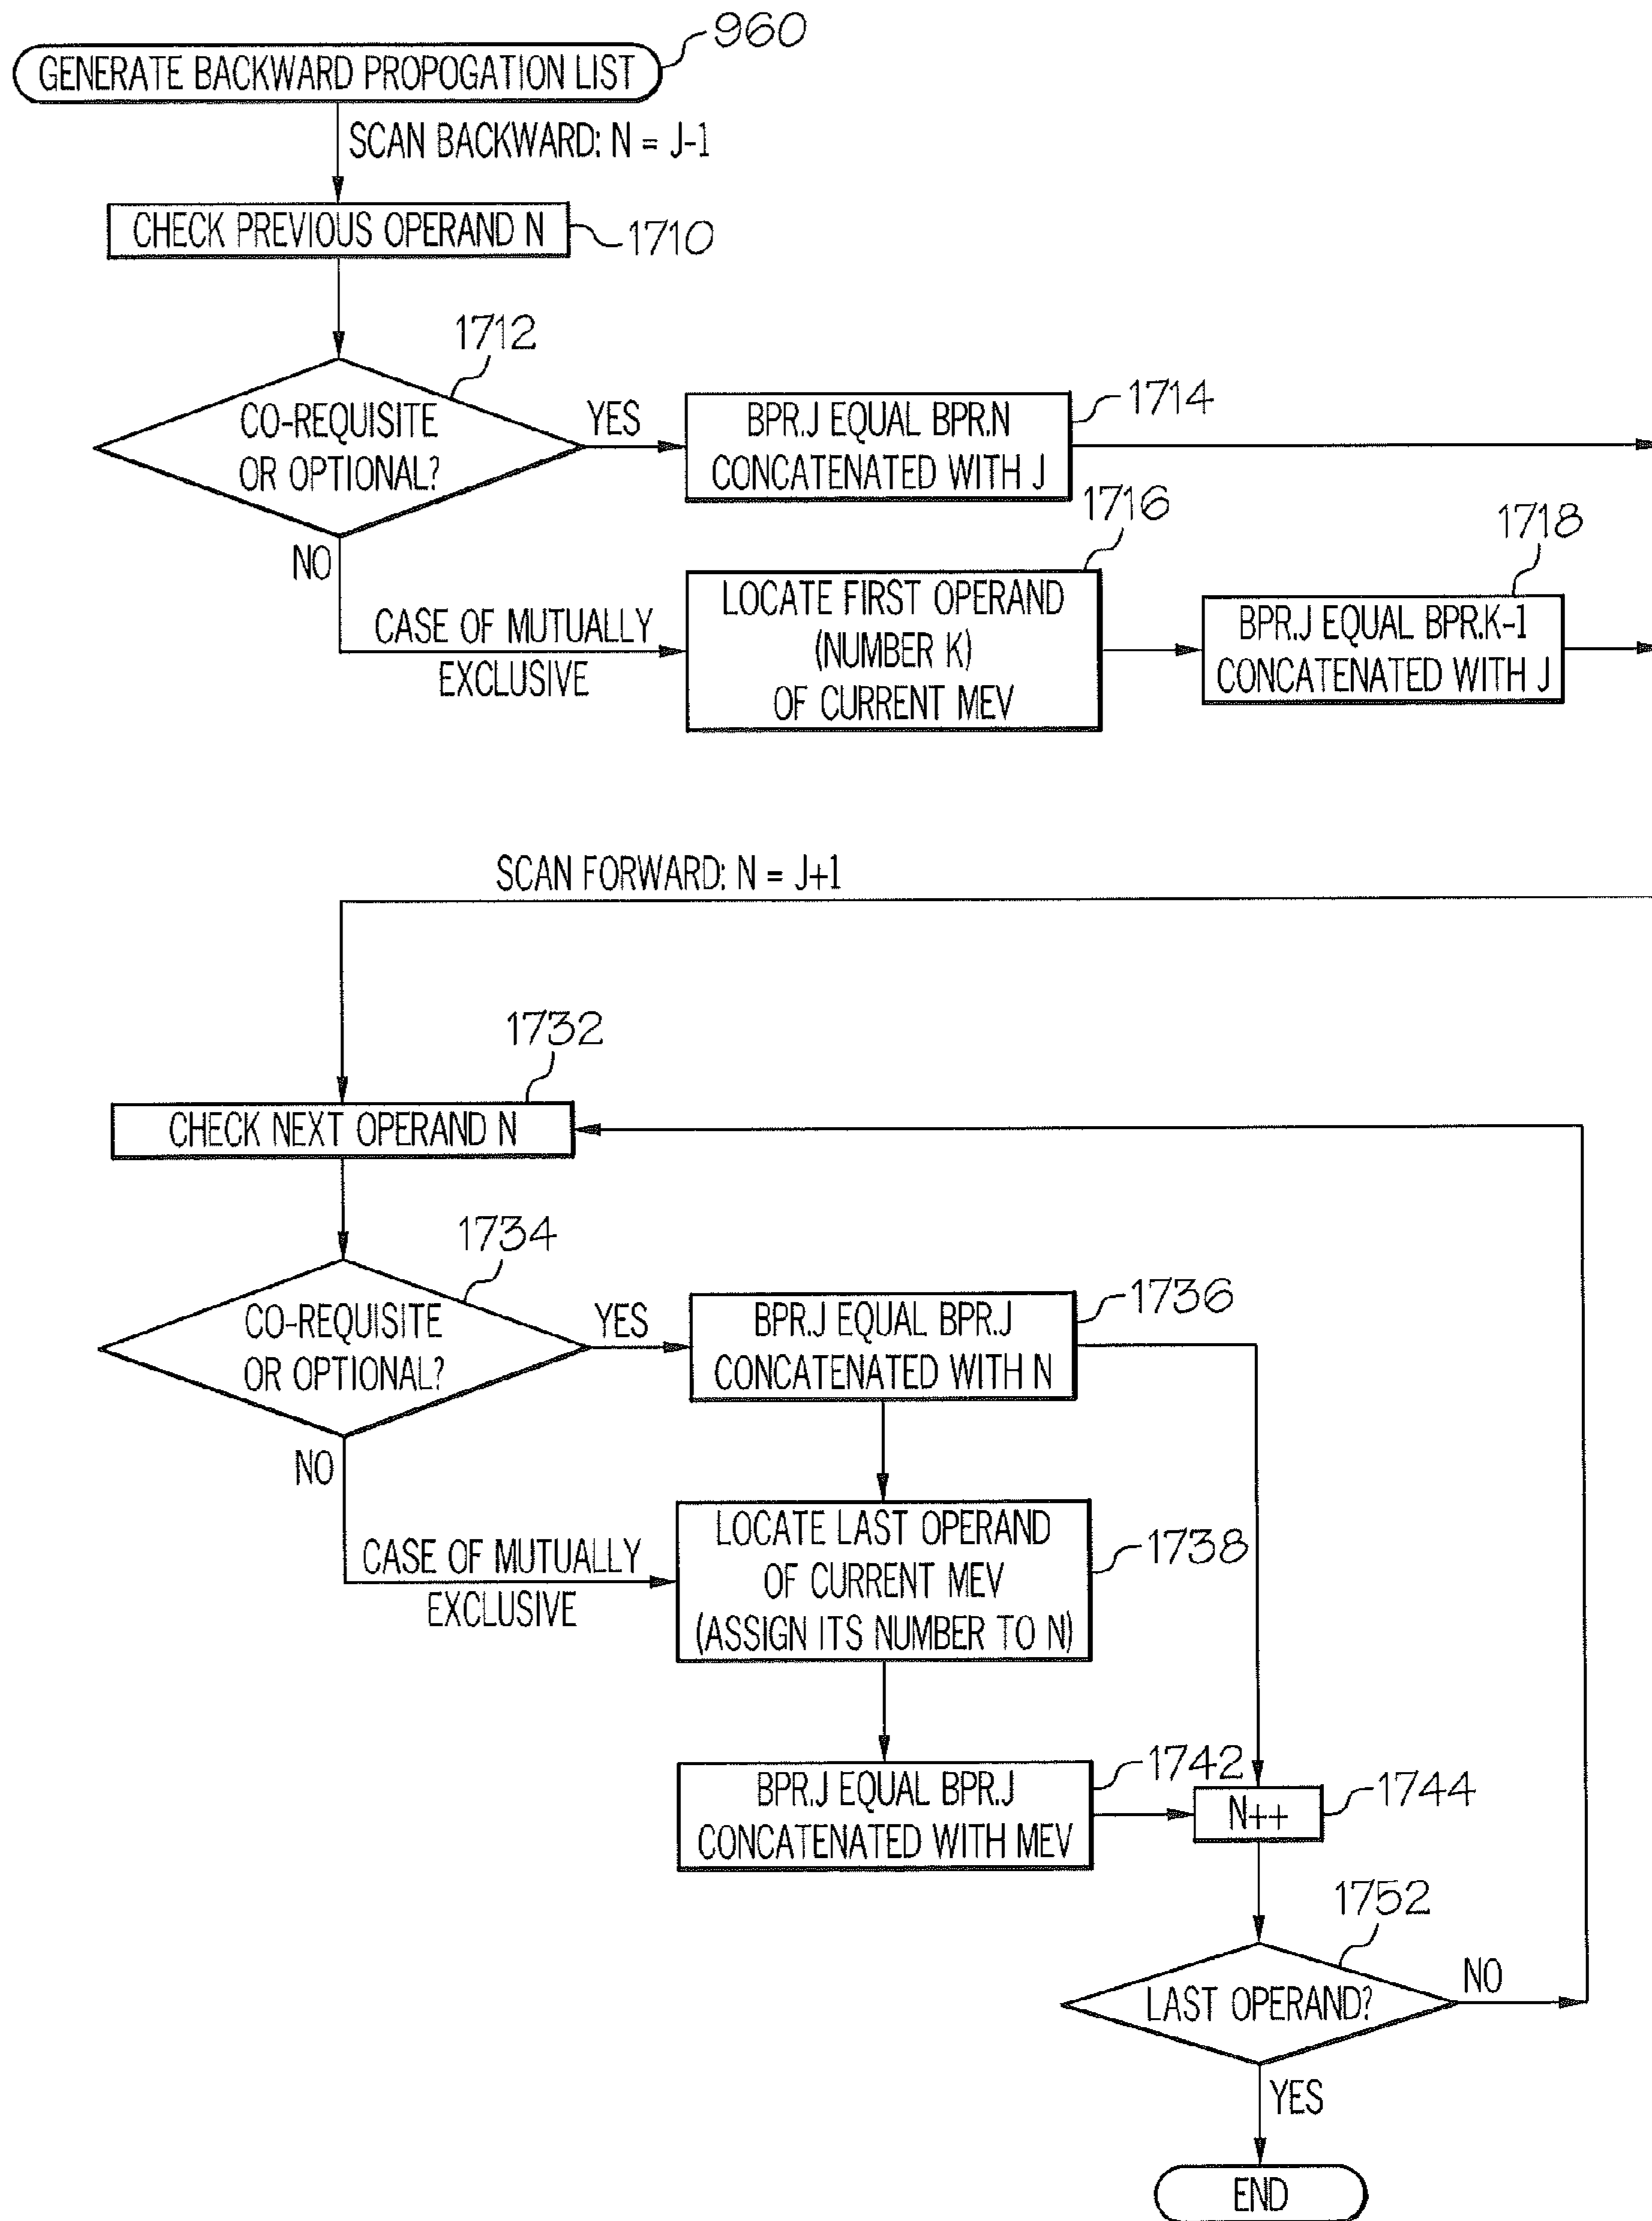 960
GENERATE BACKWARD PROPOGATION LIST
SCAN BACKWARD: N = J-1
CHECK PREVIOUS OPERAND N
1710
1712
CO-REQUISITE
OR OPTIONAL?
YES
BPR.J EQUAL BPR.N
CONCATENATED WITH J
1714
NO
CASE OF MUTUALLY
EXCLUSIVE
1716
LOCATE FIRST OPERAND
(NUMBER K)
OF CURRENT MEV
1718
BPR.J EQUAL BPR.K-1
CONCATENATED WITH J
SCAN FORWARD: N = J+1
1732
CHECK NEXT OPERAND N
1734
CO-REQUISITE
OR OPTIONAL?
YES
BPR.J EQUAL BPR.J
CONCATENATED WITH N
1736
NO
CASE OF MUTUALLY
EXCLUSIVE
LOCATE LAST OPERAND
OF CURRENT MEV
(ASSIGN ITS NUMBER TO N)
1738
BPR.J EQUAL BPR.J
CONCATENATED WITH MEV
1742
N++
1744
1752
LAST OPERAND?
NO
YES
END